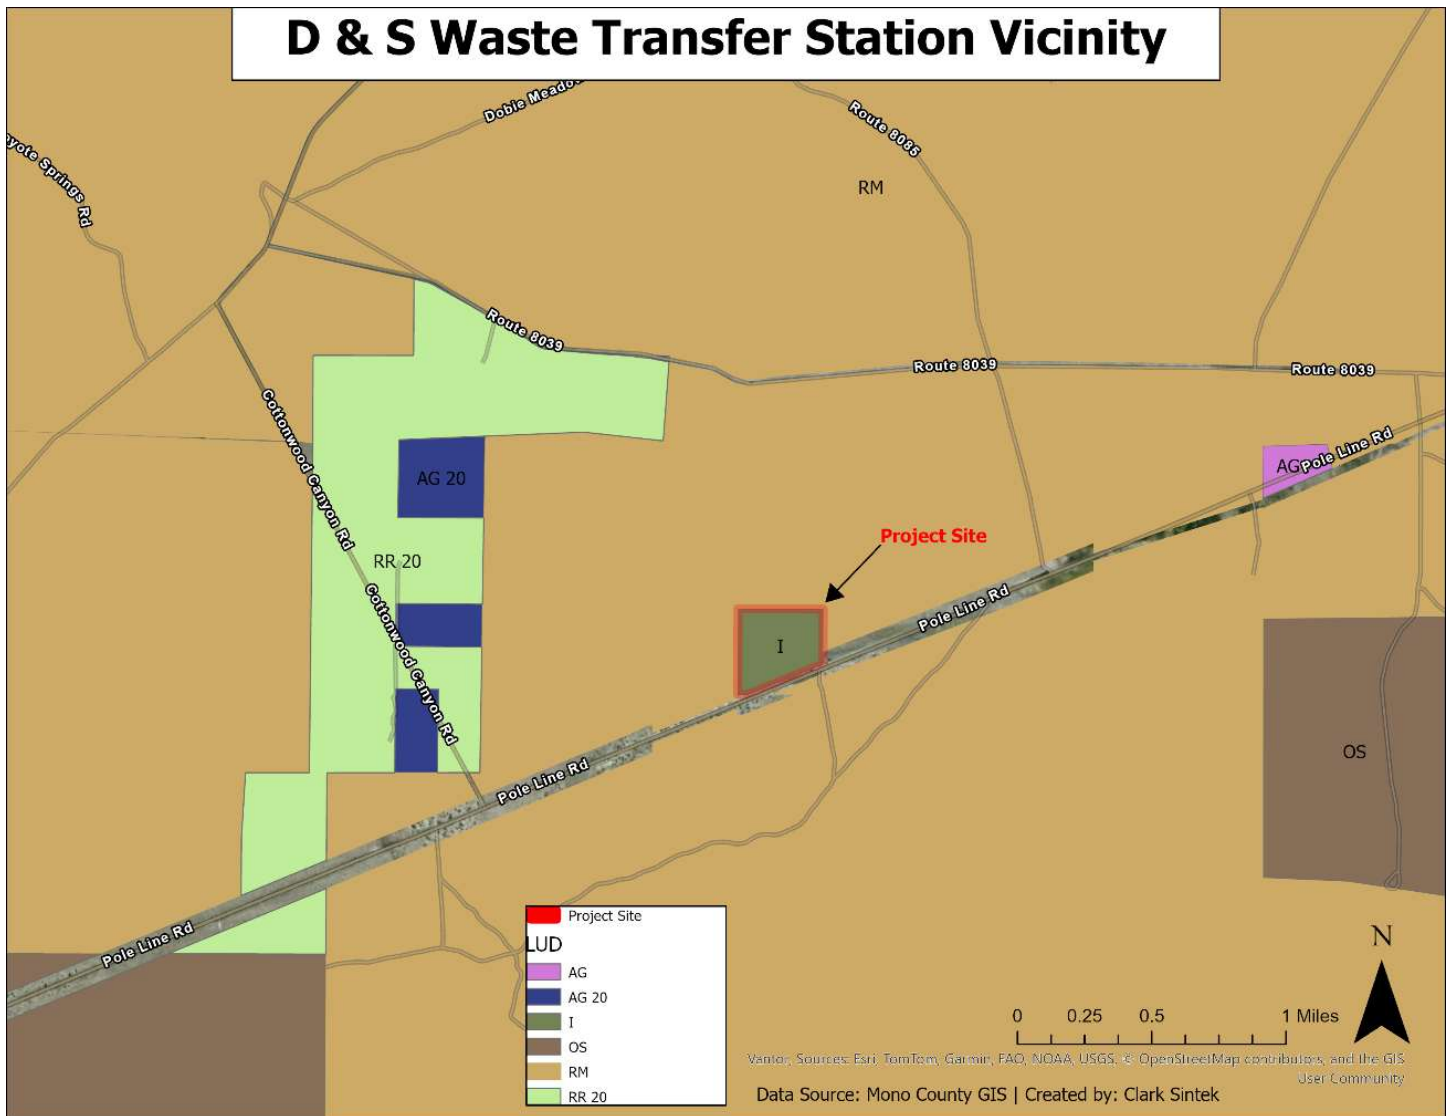 D & S Waste Transfer Station Vicinity
Dobie Meadow
Route 8085
yote Springs Rd
RM
Route 8039
Route 8039
Route 8039
Cottonwood Canyon Rd
Pole Line Rd
AG
AG 20
Project Site
RR 20
Cottonwood Canyon Rd
Pole Line Rd
I
OS
Pole Line Rd
Pole Line Rd
Project Site
LUD
AG
AG 20
I
OS
RM
RR 20
N
0 0.25 0.5 1 Miles
Vantor, Sources: Esri, TomTom, Garmin, FAO, NOAA, USGS, © OpenStreetMap contributors, and the GIS
User Community
Data Source: Mono County GIS | Created by: Clark Sintek